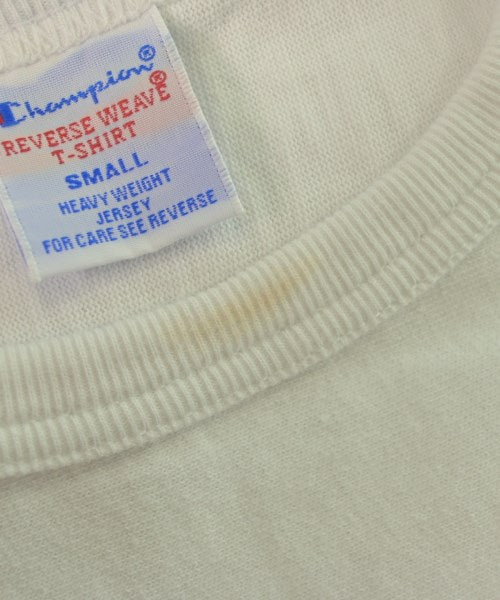 Champion®
REVERSE WEAVE®
T-SHIRT
SMALL
HEAVY WEIGHT
JERSEY
FOR CARE SEE REVERSE